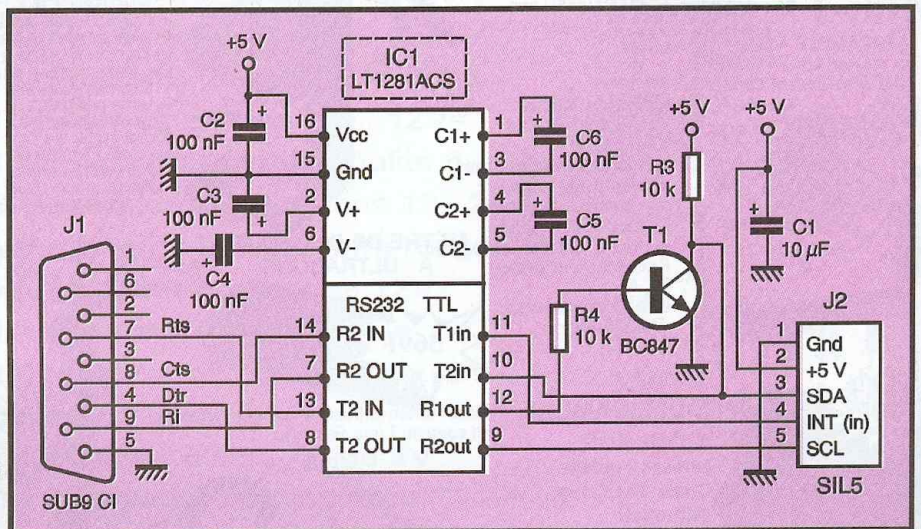 IC1
LT1281ACS
+5 V
C2
100 nF
C3
100 nF
C4
100 nF
16
15
2
6
Vcc
Gnd
V+
V-
C1+
C1-
C2+
C2-
1
3
4
5
C6
100 nF
C5
100 nF
+5 V
R3
10 k
+5 V
C1
10 µF
T1
BC847
R4
10 k
RS232
TTL
14
7
13
8
R2 IN
R2 OUT
T2 IN
T2 OUT
T1in
T2in
R1out
R2out
11
10
12
9
J1
1
6
2
7
3
8
4
9
5
Rts
Cts
Dtr
Ri
SUB9 CI
J2
1
2
3
4
5
Gnd
+5 V
SDA
INT (in)
SCL
SIL5